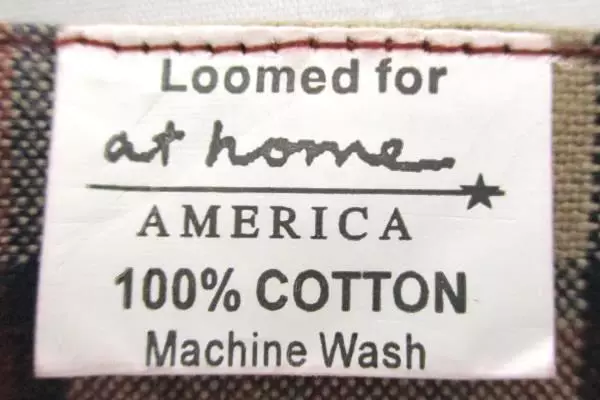 Loomed for
at home
AMERICA
100% COTTON
Machine Wash